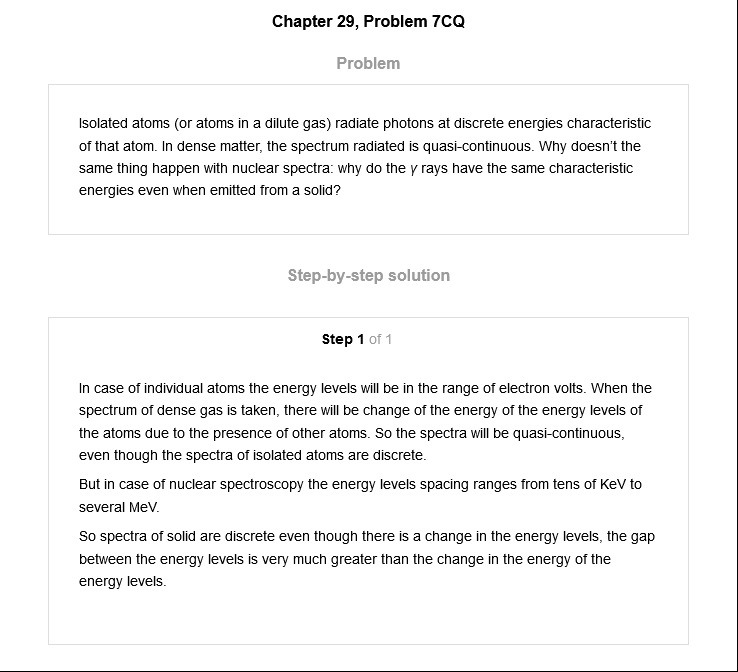 Chapter 29, Problem 7CQ
Problem
Isolated atoms (or atoms in a dilute gas) radiate photons at discrete energies characteristic
of that atom. In dense matter, the spectrum radiated is quasi-continuous. Why doesn't the
same thing happen with nuclear spectra: why do the γ rays have the same characteristic
energies even when emitted from a solid?
Step-by-step solution
Step 1 of 1
In case of individual atoms the energy levels will be in the range of electron volts. When the
spectrum of dense gas is taken, there will be change of the energy of the energy levels of
the atoms due to the presence of other atoms. So the spectra will be quasi-continuous,
even though the spectra of isolated atoms are discrete.
But in case of nuclear spectroscopy the energy levels spacing ranges from tens of KeV to
several MeV.
So spectra of solid are discrete even though there is a change in the energy levels, the gap
between the energy levels is very much greater than the change in the energy of the
energy levels.